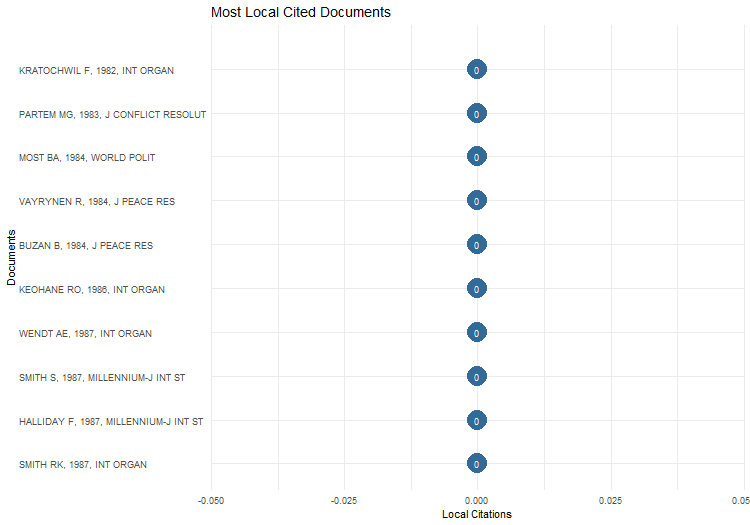 Most Local Cited Documents
Documents
KRATOCHWIL F, 1982, INT ORGAN
0
PARTEM MG, 1983, J CONFLICT RESOLUT
0
MOST BA, 1984, WORLD POLIT
0
VAYRYNEN R, 1984, J PEACE RES
0
BUZAN B, 1984, J PEACE RES
0
KEOHANE RO, 1986, INT ORGAN
0
WENDT AE, 1987, INT ORGAN
0
SMITH S, 1987, MILLENNIUM-J INT ST
0
HALLIDAY F, 1987, MILLENNIUM-J INT ST
0
SMITH RK, 1987, INT ORGAN
0
-0.050 -0.025 0.000 0.025 0.05
Local Citations